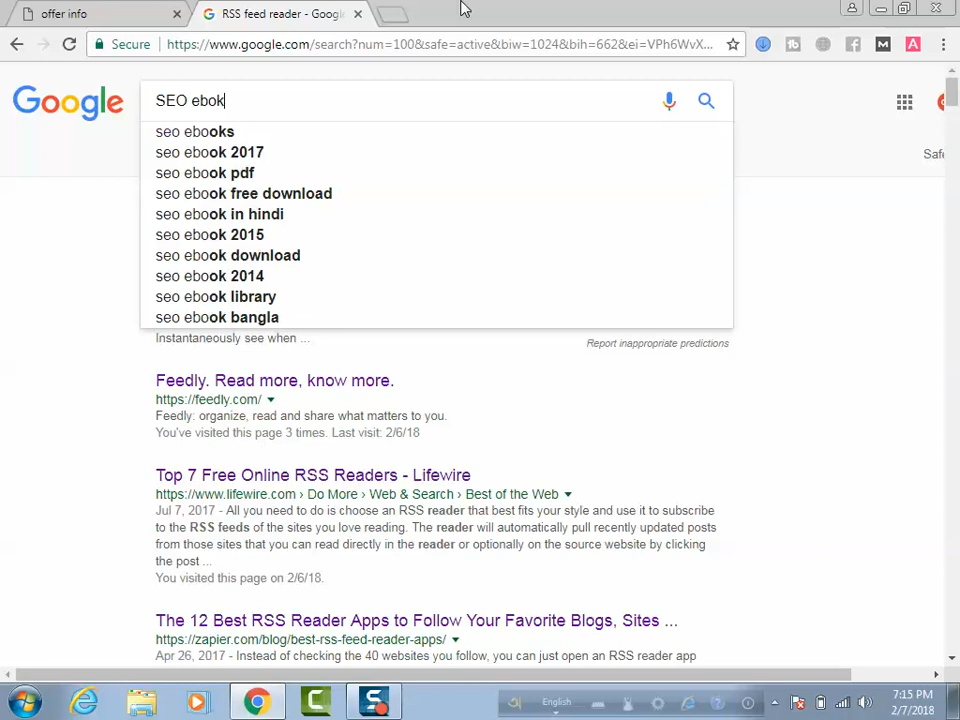 offer info
RSS feed reader - Google
Secure
https://www.google.com/search?num=100&safe=active&biw=1024&bih=662&ei=VPh6WvX...
Google
SEO ebok
seo ebooks
seo ebook 2017
seo ebook pdf
seo ebook free download
seo ebook in hindi
seo ebook 2015
seo ebook download
seo ebook 2014
seo ebook library
seo ebook bangla
Safe
Instantaneously see when ...
Report inappropriate predictions
Feedly. Read more, know more.
https://feedly.com/
Feedly: organize, read and share what matters to you.
You've visited this page 3 times. Last visit: 2/6/18
Top 7 Free Online RSS Readers - Lifewire
https://www.lifewire.com › Do More › Web & Search › Best of the Web
Jul 7, 2017 - All you need to do is choose an RSS reader that best fits your style and use it to subscribe
to the RSS feeds of the sites you love reading. The reader will automatically pull recently updated posts
from those sites that you can read directly in the reader or optionally on the source website by clicking
the post ...
You visited this page on 2/6/18.
The 12 Best RSS Reader Apps to Follow Your Favorite Blogs, Sites ...
https://zapier.com/blog/best-rss-feed-reader-apps/
Apr 26, 2017 - Instead of checking the 40 websites you follow, you can just open an RSS reader app
English
7:15 PM
2/7/2018